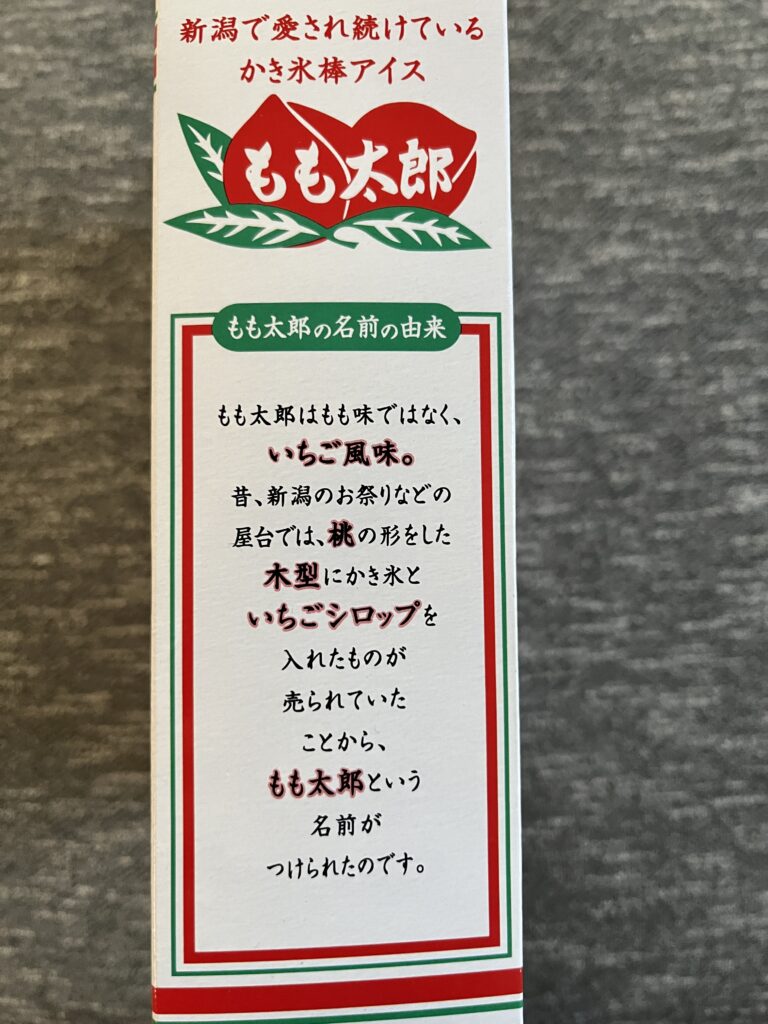 新潟で愛され続けている
かき氷棒アイス
もも太郎
もも太郎の名前の由来
もも太郎はもも味ではなく、
いちご風味。
昔、新潟のお祭りなどの
屋台では、桃の形をした
木型にかき氷と
いちごシロップを
入れたものが
売られていた
ことから、
もも太郎という
名前が
つけられたのです。